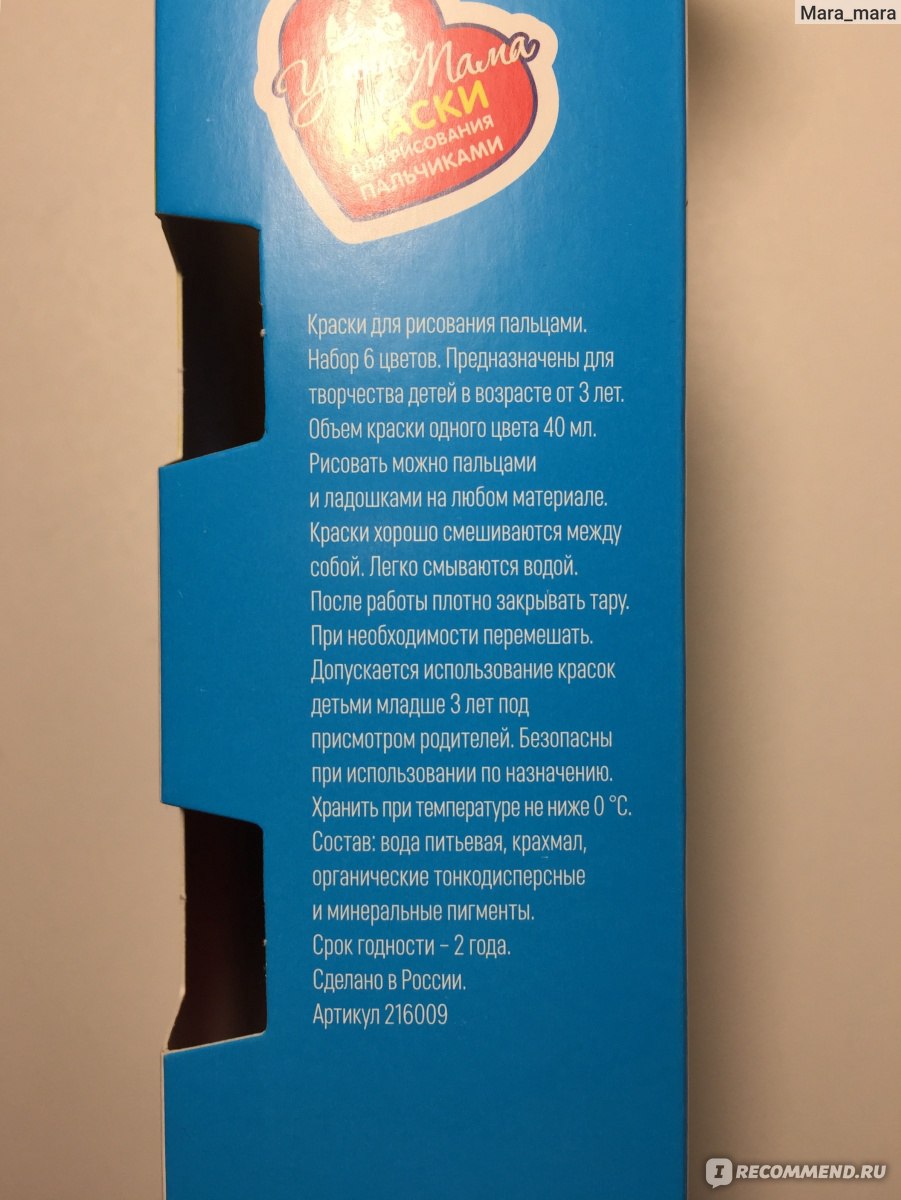 Mara_mara
Мама
КРАСКИ
ДЛЯ РИСОВАНИЯ
ПАЛЬЧИКАМИ
Краски для рисования пальцами.
Набор 6 цветов. Предназначены для
творчества детей в возрасте от 3 лет.
Объем краски одного цвета 40 мл.
Рисовать можно пальцами
и ладошками на любом материале.
Краски хорошо смешиваются между
собой. Легко смываются водой.
После работы плотно закрывать тару.
При необходимости перемешать.
Допускается использование красок
детьми младше 3 лет под
присмотром родителей. Безопасны
при использовании по назначению.
Хранить при температуре не ниже 0 °C.
Состав: вода питьевая, крахмал,
органические тонкодисперсные
и минеральные пигменты.
Срок годности – 2 года.
Сделано в России.
Артикул 216009
IRECOMMEND.RU